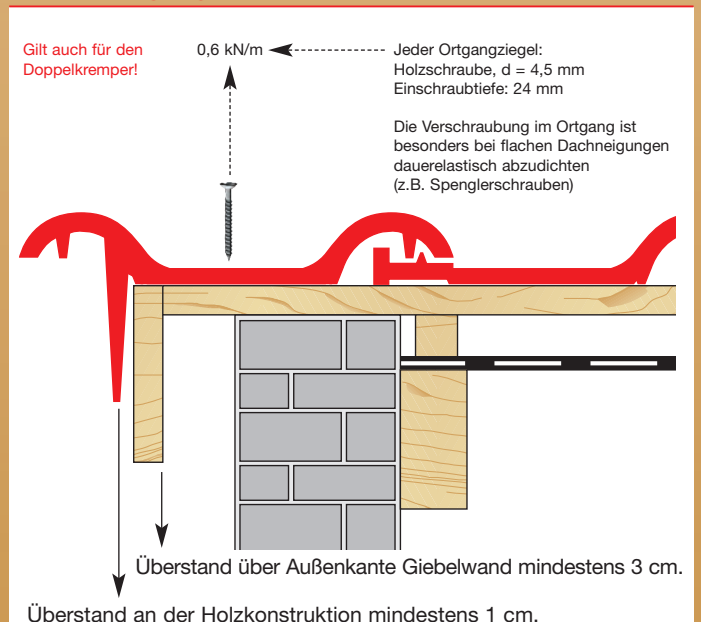 Gilt auch für den
Doppelkremper!
0,6 kN/m
Jeder Ortgangziegel:
Holzschraube, d = 4,5 mm
Einschraubtiefe: 24 mm
Die Verschraubung im Ortgang ist
besonders bei flachen Dachneigungen
dauerelastisch abzudichten
(z.B. Spenglerschrauben)
Überstand über Außenkante Giebelwand mindestens 3 cm.
Überstand an der Holzkonstruktion mindestens 1 cm.